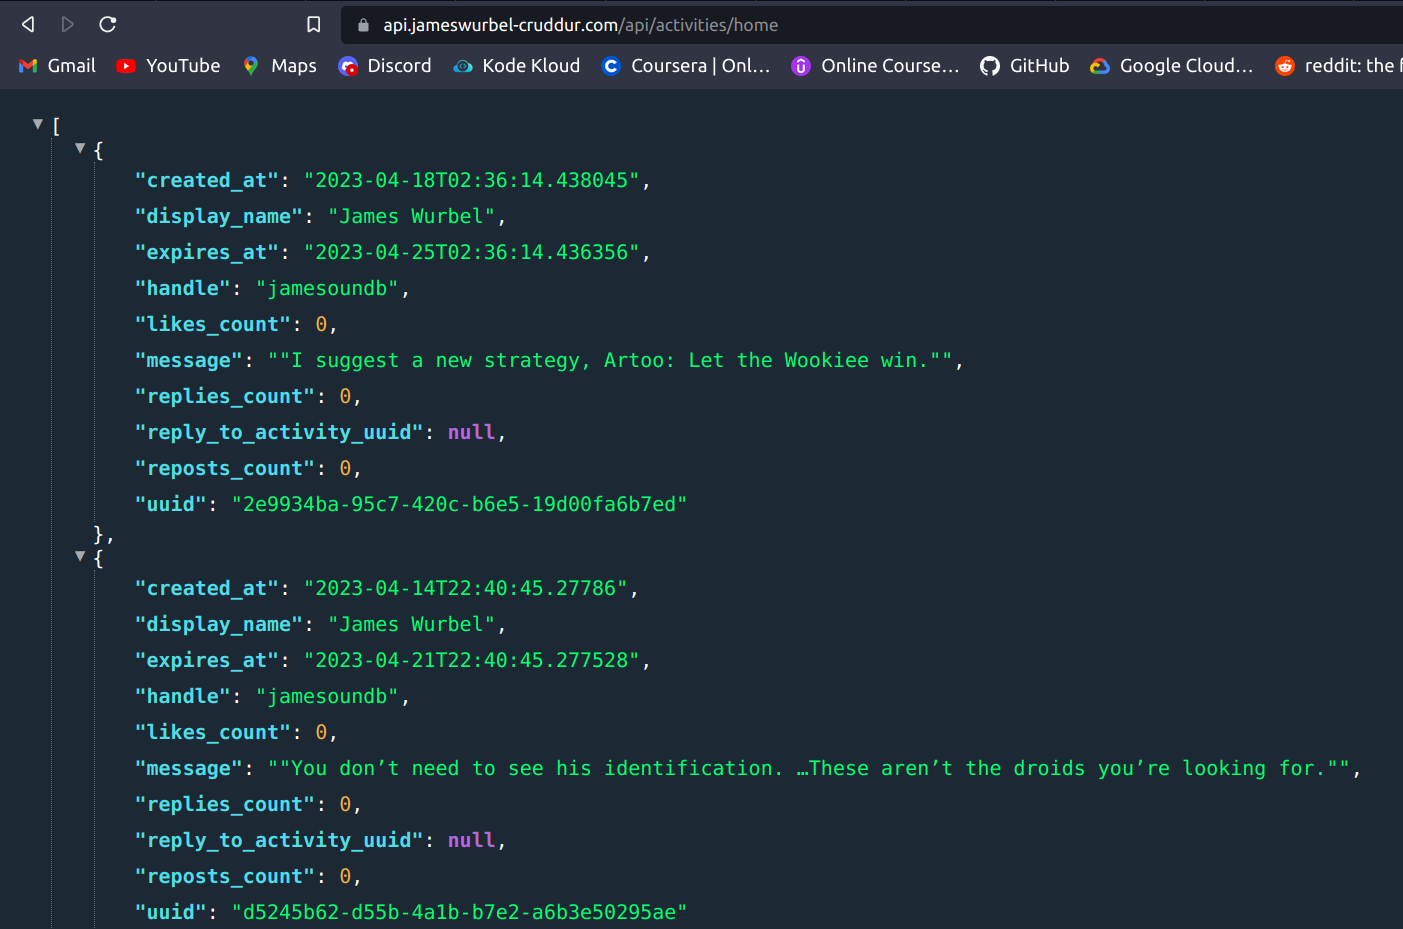 api.jameswurbel-cruddur.com/api/activities/home
Gmail YouTube Maps Discord Kode Kloud Coursera | Onl... Online Course... GitHub Google Cloud... reddit: the f
[
{
"created_at": "2023-04-18T02:36:14.438045",
"display_name": "James Wurbel",
"expires_at": "2023-04-25T02:36:14.436356",
"handle": "jamesoundb",
"likes_count": 0,
"message": ""I suggest a new strategy, Artoo: Let the Wookiee win."",
"replies_count": 0,
"reply_to_activity_uuid": null,
"reposts_count": 0,
"uuid": "2e9934ba-95c7-420c-b6e5-19d00fa6b7ed"
},
{
"created_at": "2023-04-14T22:40:45.27786",
"display_name": "James Wurbel",
"expires_at": "2023-04-21T22:40:45.277528",
"handle": "jamesoundb",
"likes_count": 0,
"message": ""You don’t need to see his identification. …These aren’t the droids you’re looking for."",
"replies_count": 0,
"reply_to_activity_uuid": null,
"reposts_count": 0,
"uuid": "d5245b62-d55b-4a1b-b7e2-a6b3e50295ae"